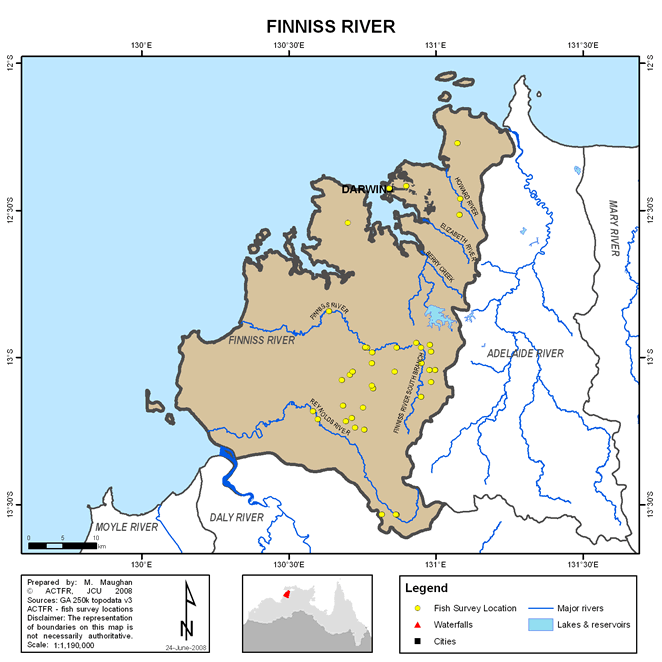 FINNISS RIVER
130°E
130°30'E
131°E
131°30'E
12°S
12°S
DARWIN
HOWARD RIVER
12°30'S
12°30'S
MARY RIVER
ELIZABETH RIVER
BERRY CREEK
FINNISS RIVER
FINNISS RIVER
ADELAIDE RIVER
13°S
13°S
FINNISS RIVER SOUTH BRANCH
REYNOLDS RIVER
13°30'S
13°30'S
MOYLE RIVER
DALY RIVER
0 5 10
km
130°E
130°30'E
131°E
131°30'E
Prepared by: M. Maughan
© ACTFR, JCU 2008
Sources: GA 250k topodata v3
ACTFR - fish survey locations
Disclaimer: The representation
of boundaries on this map is
not necessarily authoritative.
Scale: 1:1,190,000
N
24-June-2008
Legend
Fish Survey Location
Major rivers
Waterfalls
Lakes & reservoirs
Cities